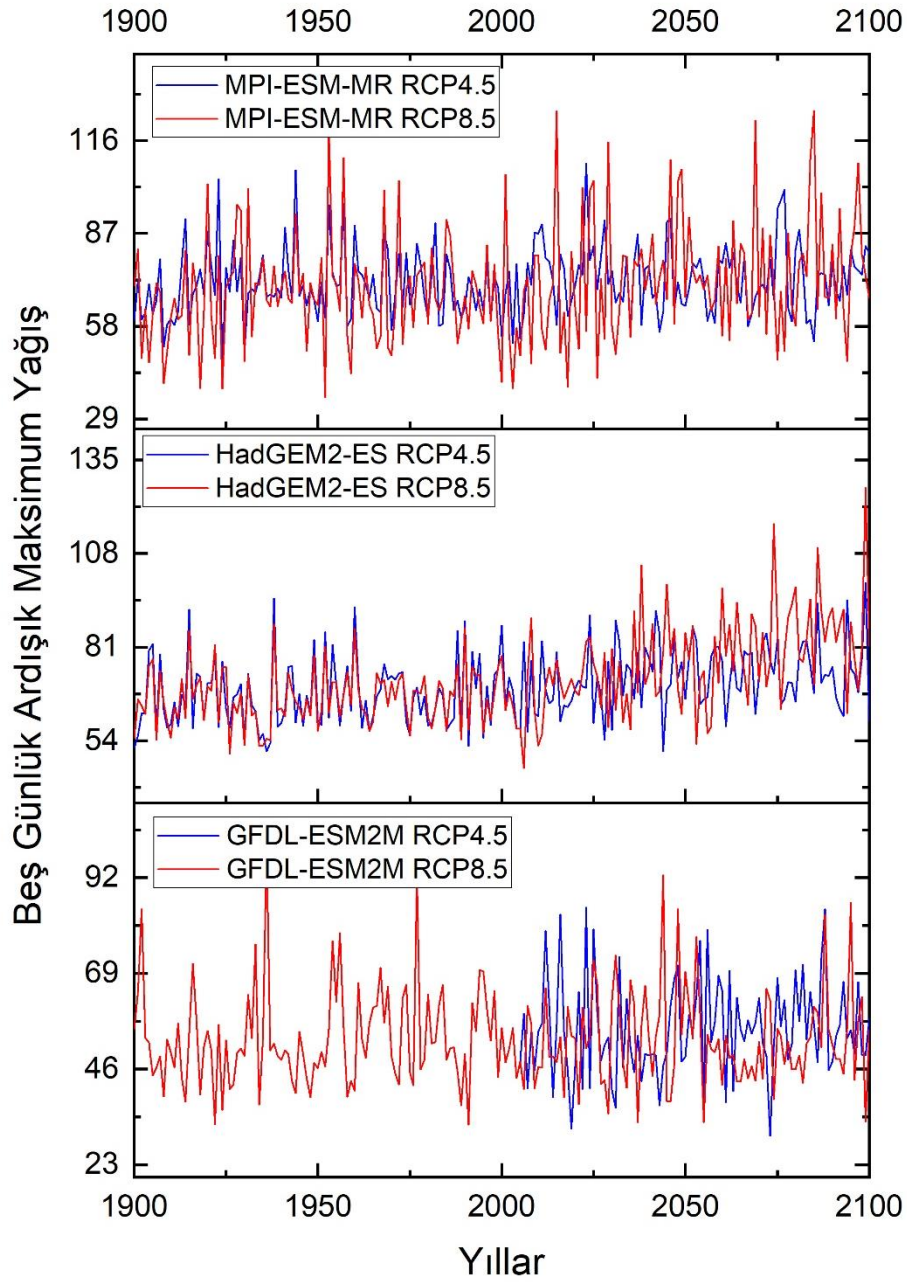 1900 1950 2000 2050 2100
MPI-ESM-MR RCP4.5
MPI-ESM-MR RCP8.5
116
87
58
29
HadGEM2-ES RCP4.5
HadGEM2-ES RCP8.5
135
108
81
54
GFDL-ESM2M RCP4.5
GFDL-ESM2M RCP8.5
92
69
46
23
Beş Günlük Ardışık Maksimum Yağış
1900 1950 2000 2050 2100
Yıllar